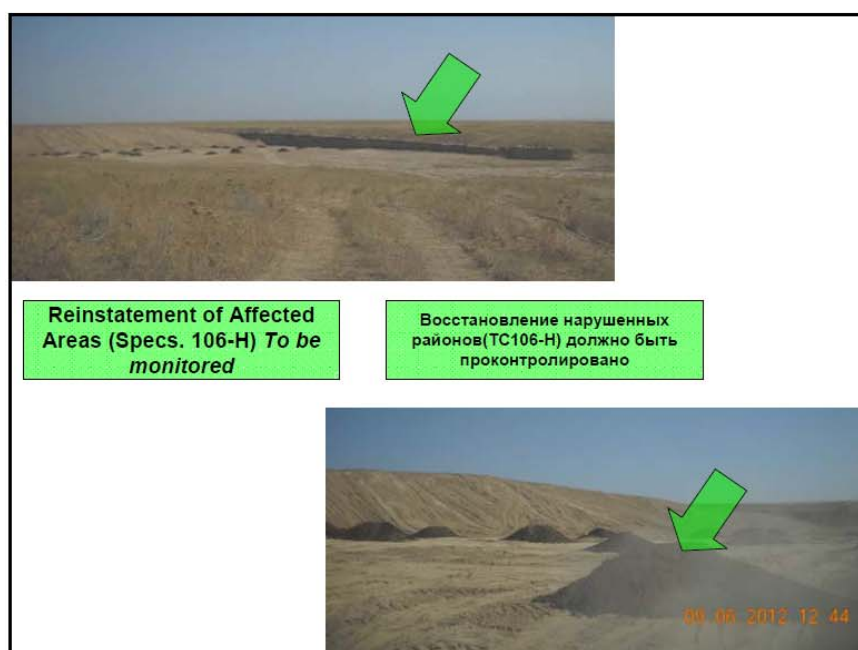 Reinstatement of Affected
Areas (Specs. 106-H) To be
monitored
Восстановление нарушенных
районов(ТС106-Н) должно быть
проконтролировано
09.06.2012 12 44